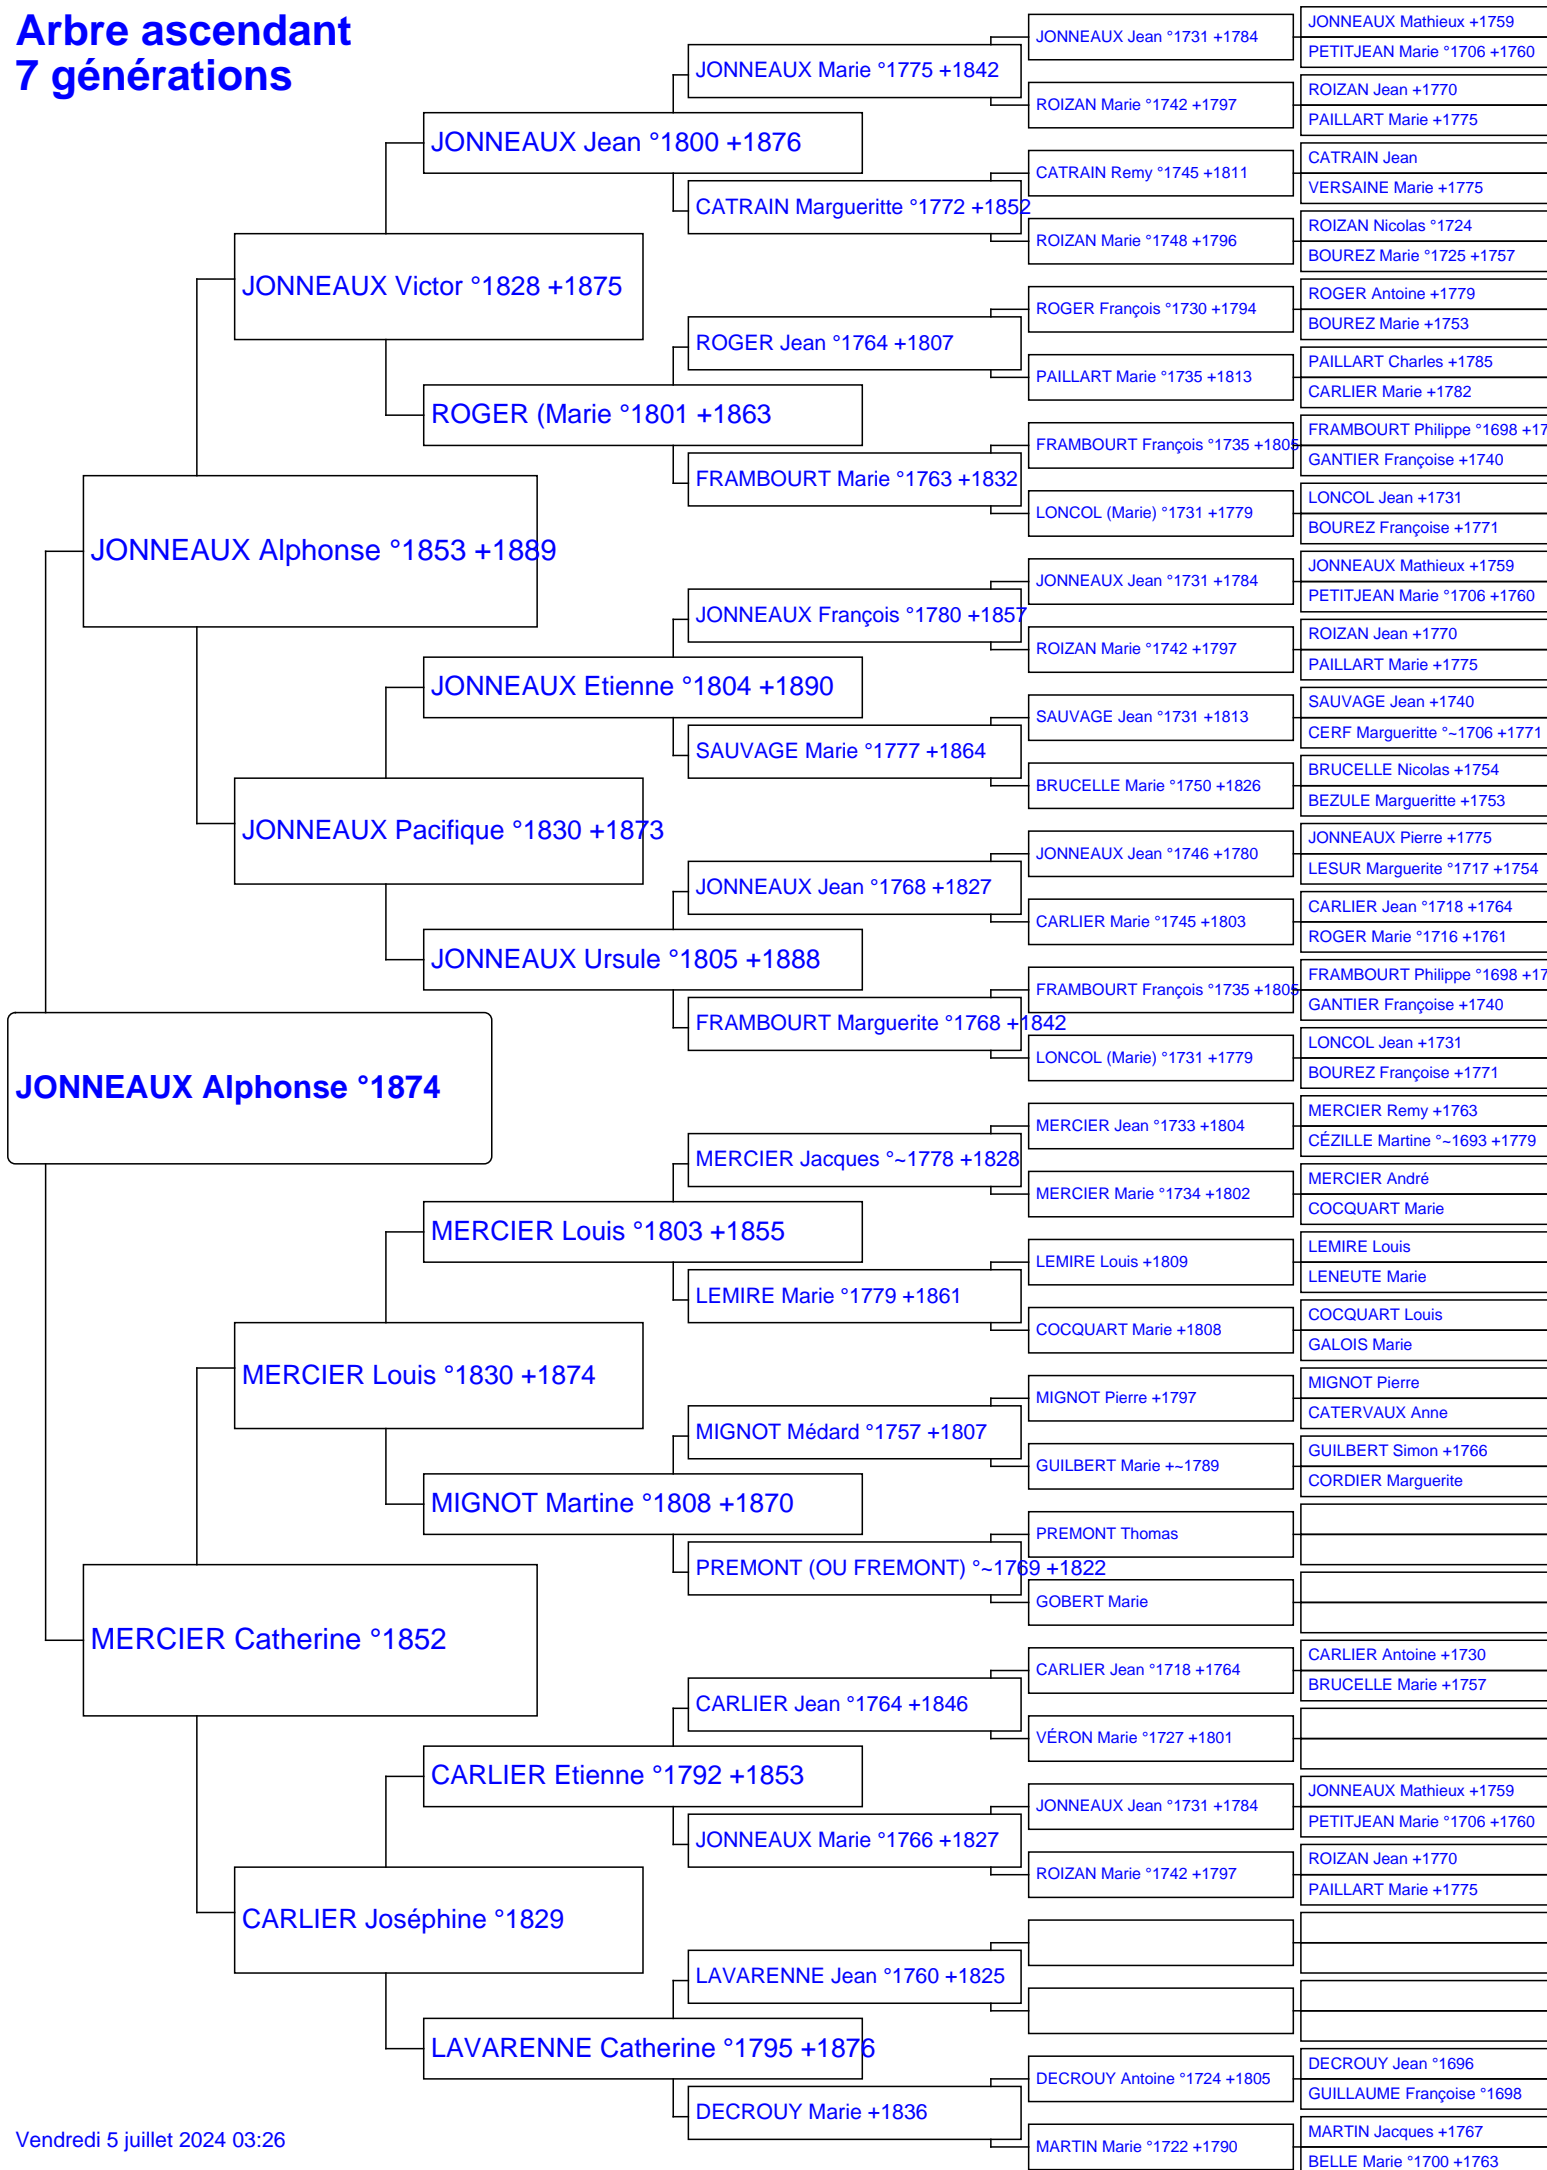 Arbre ascendant
7 générations
JONNEAUX Alphonse °1874
JONNEAUX Alphonse °1853 +1889
MERCIER Catherine °1852
JONNEAUX Victor °1828 +1875
JONNEAUX Pacifique °1830 +1873
MERCIER Louis °1830 +1874
CARLIER Joséphine °1829
JONNEAUX Jean °1800 +1876
ROGER (Marie °1801 +1863
JONNEAUX Etienne °1804 +1890
JONNEAUX Ursule °1805 +1888
MERCIER Louis °1803 +1855
MIGNOT Martine °1808 +1870
CARLIER Etienne °1792 +1853
LAVARENNE Catherine °1795 +1876
JONNEAUX Marie °1775 +1842
CATRAIN Margueritte °1772 +1852
ROGER Jean °1764 +1807
FRAMBOURT Marie °1763 +1832
JONNEAUX François °1780 +1857
SAUVAGE Marie °1777 +1864
JONNEAUX Jean °1768 +1827
FRAMBOURT Marguerite °1768 +1842
MERCIER Jacques °~1778 +1828
LEMIRE Marie °1779 +1861
MIGNOT Médard °1757 +1807
PREMONT (OU FREMONT) °~1769 +1822
CARLIER Jean °1764 +1846
JONNEAUX Marie °1766 +1827
LAVARENNE Jean °1760 +1825
DECROUY Marie +1836
JONNEAUX Jean °1731 +1784
ROIZAN Marie °1742 +1797
CATRAIN Remy °1745 +1811
ROIZAN Marie °1748 +1796
ROGER François °1730 +1794
PAILLART Marie °1735 +1813
FRAMBOURT François °1735 +1805
LONCOL (Marie) °1731 +1779
JONNEAUX Jean °1731 +1784
ROIZAN Marie °1742 +1797
SAUVAGE Jean °1731 +1813
BRUCELLE Marie °1750 +1826
JONNEAUX Jean °1746 +1780
CARLIER Marie °1745 +1803
FRAMBOURT François °1735 +1805
LONCOL (Marie) °1731 +1779
MERCIER Jean °1733 +1804
MERCIER Marie °1734 +1802
LEMIRE Louis +1809
COCQUART Marie +1808
MIGNOT Pierre +1797
GUILBERT Marie +~1789
PREMONT Thomas
GOBERT Marie
CARLIER Jean °1718 +1764
VÉRON Marie °1727 +1801
JONNEAUX Jean °1731 +1784
ROIZAN Marie °1742 +1797
DECROUY Antoine °1724 +1805
MARTIN Marie °1722 +1790
JONNEAUX Mathieux +1759
PETITJEAN Marie °1706 +1760
ROIZAN Jean +1770
PAILLART Marie +1775
CATRAIN Jean
VERSAINE Marie +1775
ROIZAN Nicolas °1724
BOUREZ Marie °1725 +1757
ROGER Antoine +1779
BOUREZ Marie +1753
PAILLART Charles +1785
CARLIER Marie +1782
FRAMBOURT Philippe °1698 +17
GANTIER Françoise +1740
LONCOL Jean +1731
BOUREZ Françoise +1771
JONNEAUX Mathieux +1759
PETITJEAN Marie °1706 +1760
ROIZAN Jean +1770
PAILLART Marie +1775
SAUVAGE Jean +1740
CERF Margueritte °~1706 +1771
BRUCELLE Nicolas +1754
BEZULE Margueritte +1753
JONNEAUX Pierre +1775
LESUR Marguerite °1717 +1754
CARLIER Jean °1718 +1764
ROGER Marie °1716 +1761
FRAMBOURT Philippe °1698 +17
GANTIER Françoise +1740
LONCOL Jean +1731
BOUREZ Françoise +1771
MERCIER Remy +1763
CÉZILLE Martine °~1693 +1779
MERCIER André
COCQUART Marie
LEMIRE Louis
LENEUTE Marie
COCQUART Louis
GALOIS Marie
MIGNOT Pierre
CATERVAUX Anne
GUILBERT Simon +1766
CORDIER Marguerite
CARLIER Antoine +1730
BRUCELLE Marie +1757
JONNEAUX Mathieux +1759
PETITJEAN Marie °1706 +1760
ROIZAN Jean +1770
PAILLART Marie +1775
DECROUY Jean °1696
GUILLAUME Françoise °1698
MARTIN Jacques +1767
BELLE Marie °1700 +1763
Vendredi 5 juillet 2024 03:26